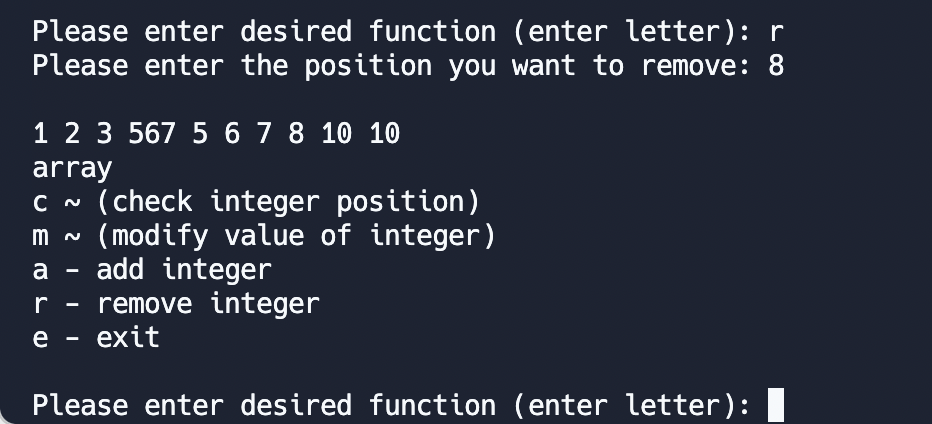 Please enter desired function (enter letter): r
Please enter the position you want to remove: 8
1 2 3 567 5 6 7 8 10 10
array
c ~ (check integer position)
m ~ (modify value of integer)
a - add integer
r - remove integer
e - exit
Please enter desired function (enter letter):